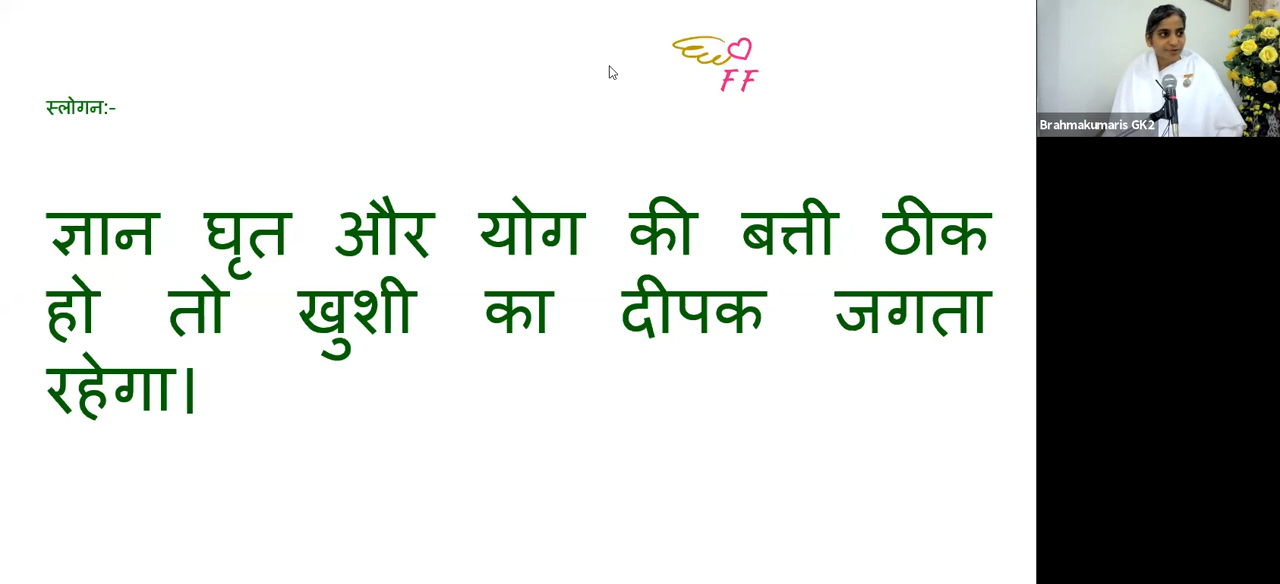 FF
स्लोगन:-
ज्ञान घृत और योग की बत्ती ठीक
हो तो खुशी का दीपक जगता
रहेगा।
Brahmakumaris GK2